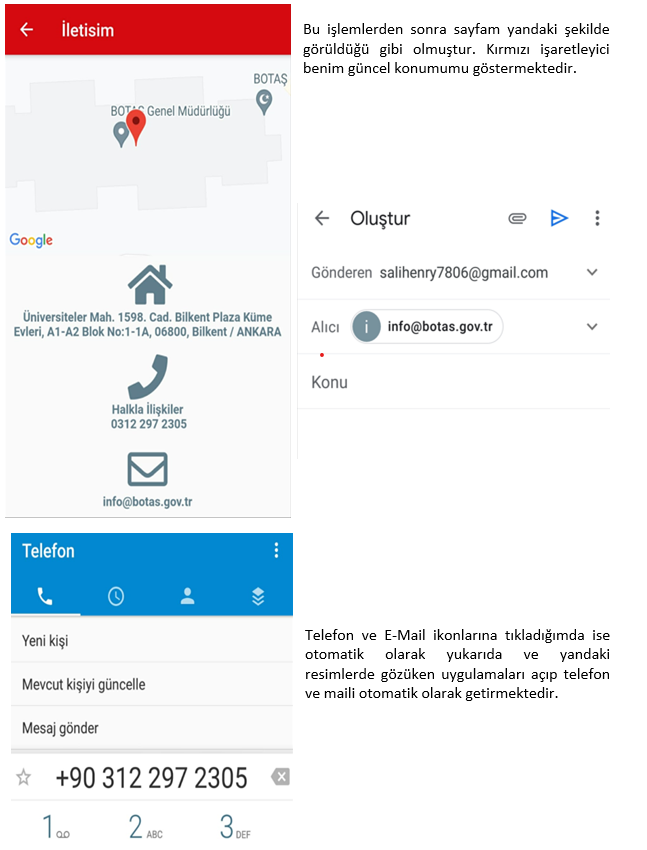 İletisim
Bu işlemlerden sonra sayfam yandaki şekilde
görüldüğü gibi olmuştur. Kırmızı işaretleyici
benim güncel konumumu göstermektedir.
BOTAŞ
BOTAŞ Genel Müdürlüğü
Google
Üniversiteler Mah. 1598. Cad. Bilkent Plaza Küme
Evleri, A1-A2 Blok No:1-1A, 06800, Bilkent / ANKARA
Halkla İlişkiler
0312 297 2305
info@botas.gov.tr
Oluştur
Gönderen salihenry7806@gmail.com
Alıcı i info@botas.gov.tr
Konu
Telefon
Yeni kişi
Mevcut kişiyi güncelle
Mesaj gönder
+90 312 297 2305
1 2 ABC 3 DEF
Telefon ve E-Mail ikonlarına tıkladığımda ise
otomatik olarak yukarıda ve yandaki
resimlerde gözüken uygulamaları açıp telefon
ve maili otomatik olarak getirmektedir.